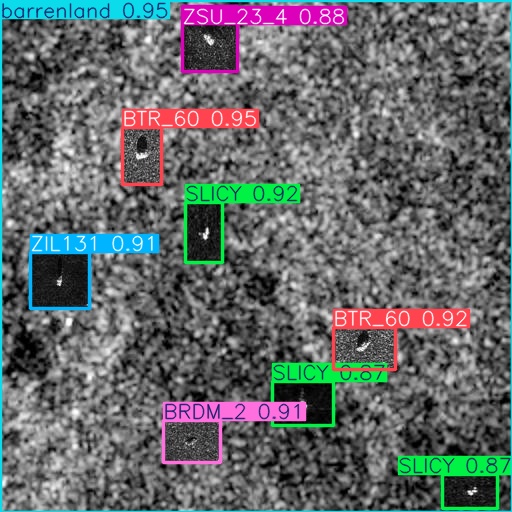 barrenland 0.95
ZSU_23_4 0.88
BTR_60 0.95
SLICY 0.92
ZIL131 0.91
BTR_60 0.92
SLICY 0.87
BRDM_2 0.91
SLICY 0.87